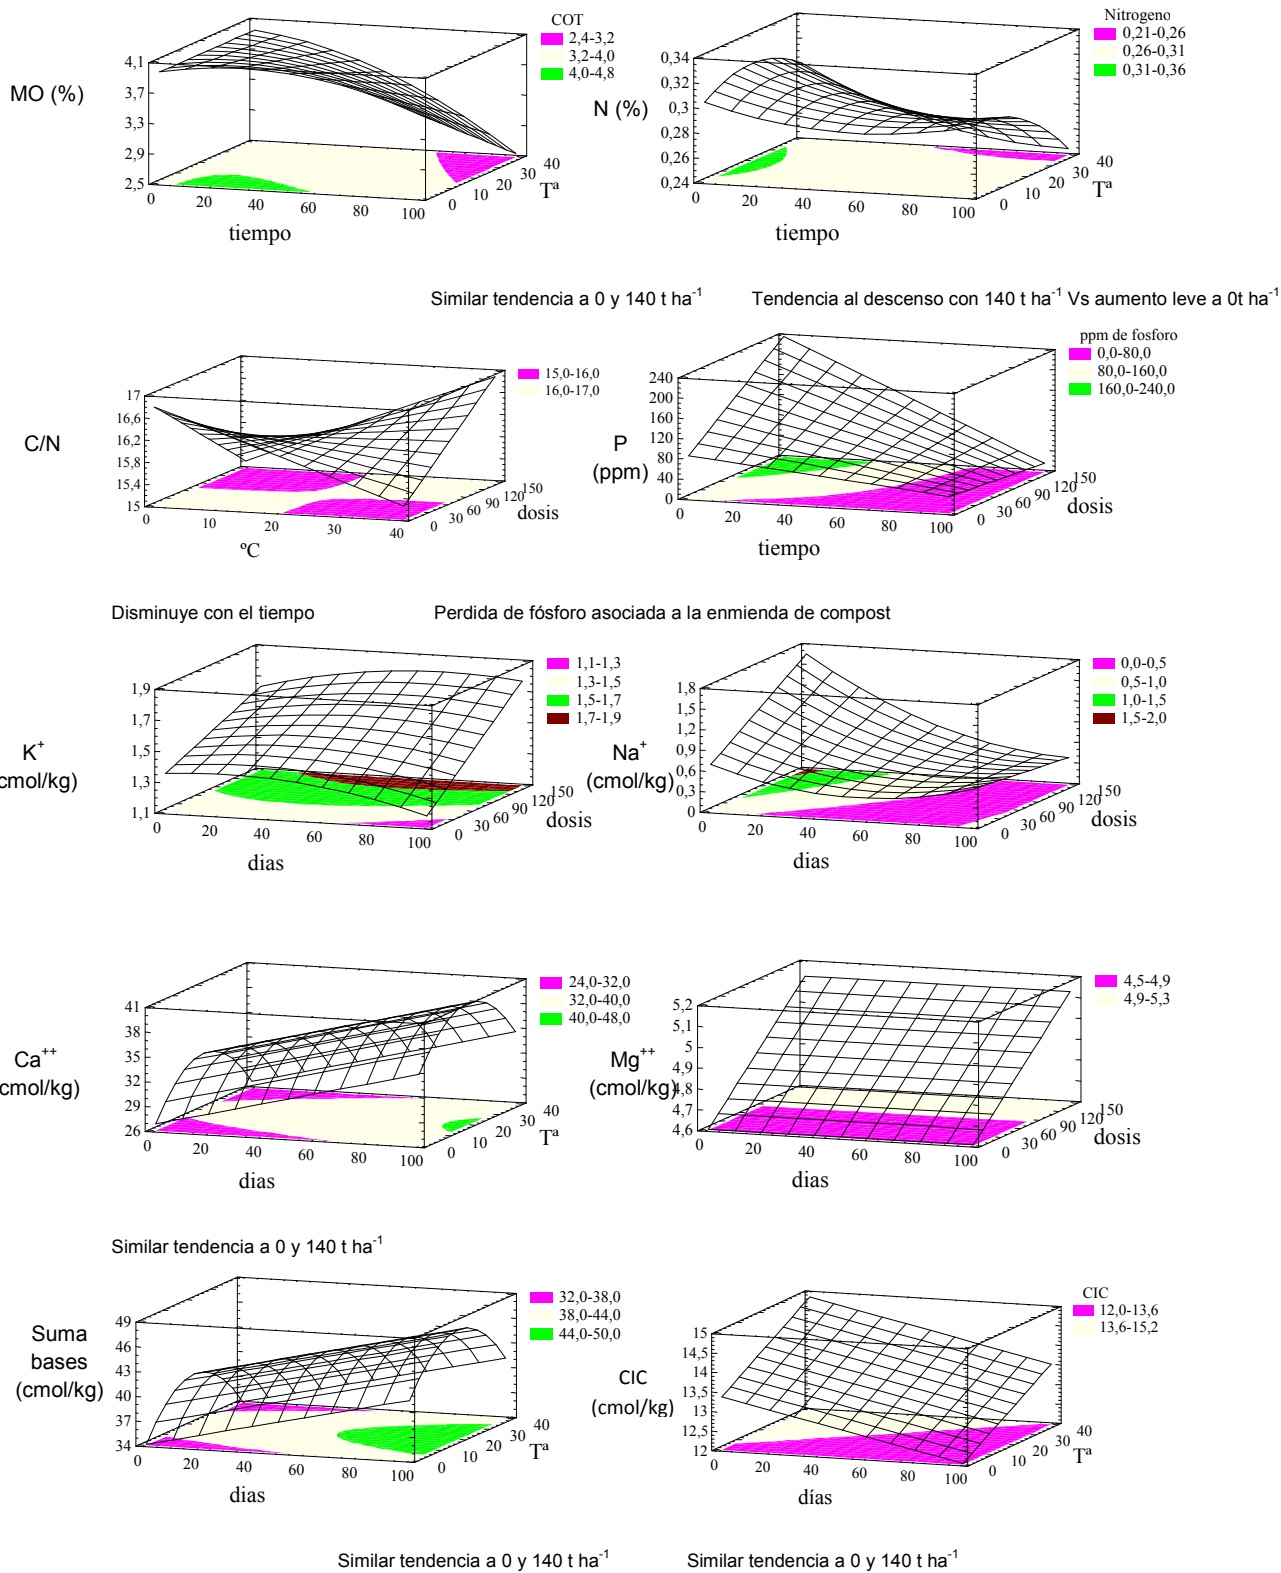 COT
2,4-3,2
3,2-4,0
4,0-4,8
MO (%)
4,1
3,7
3,3
2,9
2,5
0 20 40 60 80 100
0 10 20 30 40
Tª
tiempo
Nitrogeno
0,21-0,26
0,26-0,31
0,31-0,36
N (%)
0,34
0,32
0,3
0,28
0,26
0,24
0 20 40 60 80 100
0 10 20 30 40
Tª
tiempo
Similar tendencia a 0 y 140 t ha-1
Tendencia al descenso con 140 t ha-1 Vs aumento leve a 0t ha-1
15,0-16,0
16,0-17,0
C/N
17
16,6
16,2
15,8
15,4
15
0 10 20 30 40
0 30 60 90 120 150
dosis
ºC
ppm de fosforo
0,0-80,0
80,0-160,0
160,0-240,0
P
(ppm)
240
200
160
120
80
40
0
0 20 40 60 80 100
0 30 60 90 120 150
dosis
tiempo
Disminuye con el tiempo
Perdida de fósforo asociada a la enmienda de compost
1,1-1,3
1,3-1,5
1,5-1,7
1,7-1,9
K+
cmol/kg)
1,9
1,7
1,5
1,3
1,1
0 20 40 60 80 100
0 30 60 90 120 150
dosis
dias
0,0-0,5
0,5-1,0
1,0-1,5
1,5-2,0
Na+
(cmol/kg)
1,8
1,5
1,2
0,9
0,6
0,3
0
0 20 40 60 80 100
0 30 60 90 120 150
dosis
dias
24,0-32,0
32,0-40,0
40,0-48,0
Ca++
cmol/kg)
41
38
35
32
29
26
0 20 40 60 80 100
0 10 20 30 40
Tª
dias
4,5-4,9
4,9-5,3
Mg++
(cmol/kg)
5,2
5,1
5
4,9
4,8
4,7
4,6
0 20 40 60 80 100
0 30 60 90 120 150
dosis
dias
Similar tendencia a 0 y 140 t ha-1
32,0-38,0
38,0-44,0
44,0-50,0
Suma
bases
(cmol/kg)
49
46
43
40
37
34
0 20 40 60 80 100
0 10 20 30 40
Tª
dias
CIC
12,0-13,6
13,6-15,2
CIC
(cmol/kg)
15
14,5
14
13,5
13
12,5
12
0 20 40 60 80 100
0 10 20 30 40
Tª
días
Similar tendencia a 0 y 140 t ha-1
Similar tendencia a 0 y 140 t ha-1